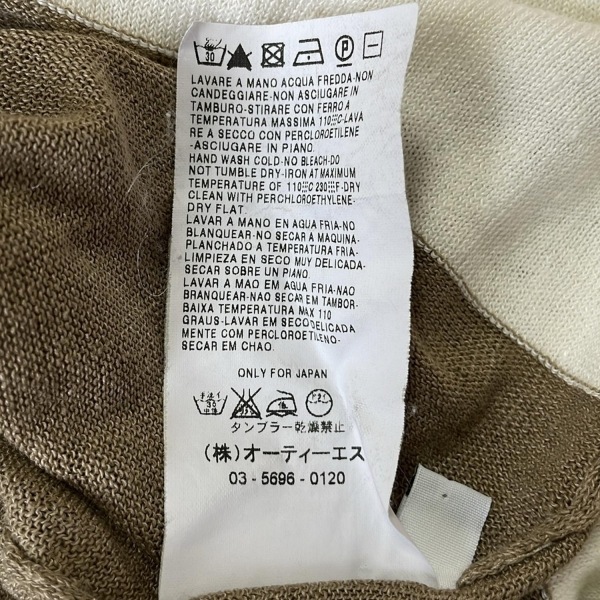 30 P
LAVARE A MANO ACQUA FREDDA-NON
CANDEGGIARE-NON ASCIUGARE IN
TAMBURO-STIRARE CON FERRO A
TEMPERATURA MASSIMA 110░C-LAVA
RE A SECCO CON PERCLOROETILENE
-ASCIUGARE IN PIANO.
HAND WASH COLD-NO BLEACH-DO
NOT TUMBLE DRY-IRON AT MAXIMUM
TEMPERATURE OF 110░C 230░F-DRY
CLEAN WITH PERCHLOROETHYLENE-
DRY FLAT.
LAVAR A MANO EN AGUA FRIA-NO
BLANQUEAR-NO SECAR A MAQUINA-
PLANCHADO A TEMPERATURA FRIA-
LIMPIEZA EN SECO MUY DELICADA-
SECAR SOBRE UN PIANO.
LAVAR A MAO EM AGUA FRIA-NAO
BRANQUEAR-NAO SECAR EM TAMBOR-
BAIXA TEMPERATURA MAX 110
GRAUS-LAVAR EM SECO DELICADA
MENTE COM PERCLOROETILENO-
SECAR EM CHAO.
ONLY FOR JAPAN
手洗イ 30 中性
タンブラー乾燥禁止
(株)オーティーエス
03 - 5696 - 0120